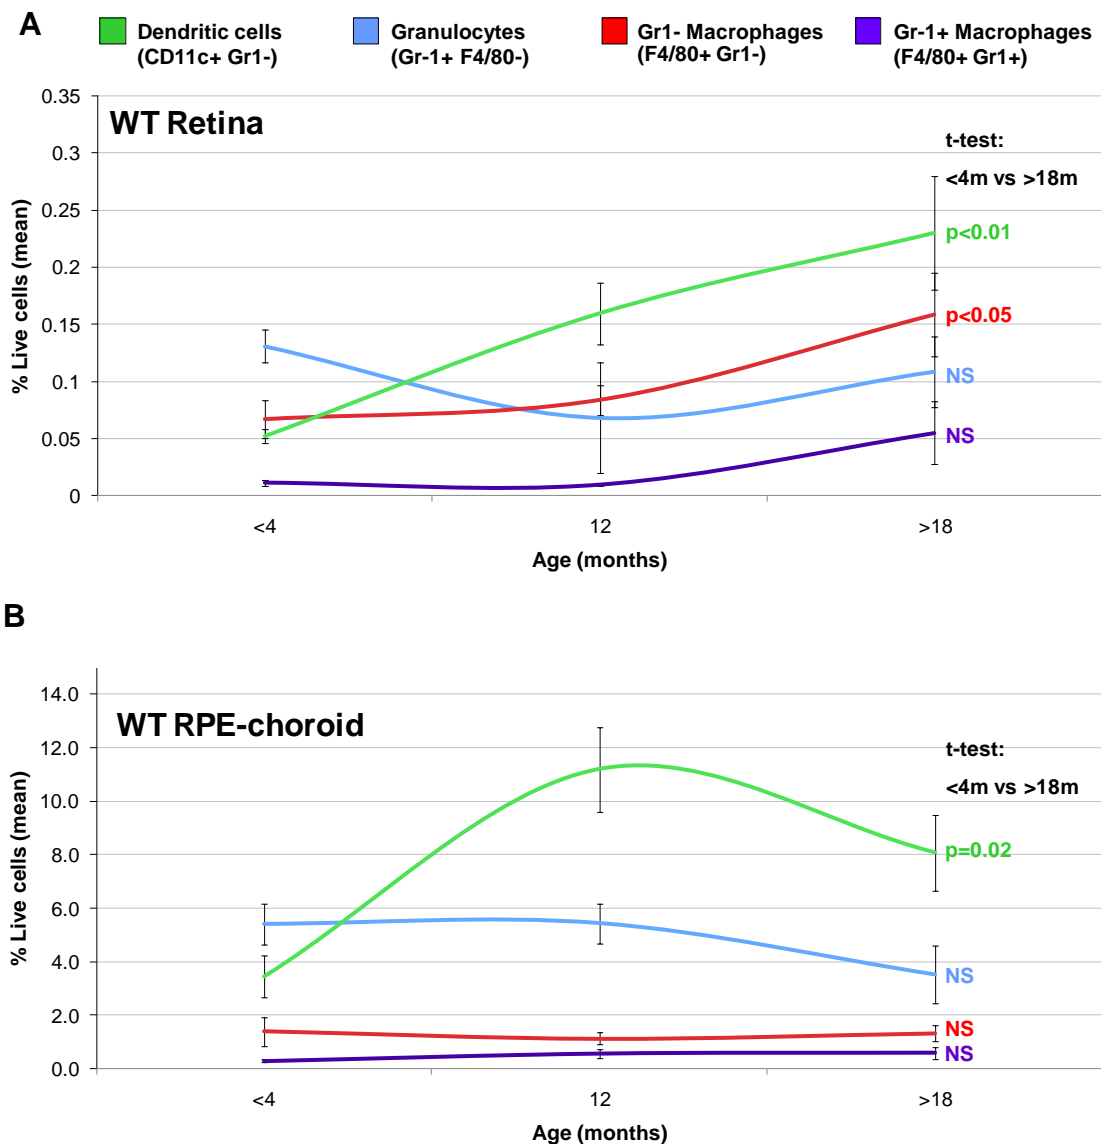 A
Dendritic cells
(CD11c+ Gr1-)
Granulocytes
(Gr-1+ F4/80-)
Gr1- Macrophages
(F4/80+ Gr1-)
Gr-1+ Macrophages
(F4/80+ Gr1+)
WT Retina
% Live cells (mean)
0.35
0.3
0.25
0.2
0.15
0.1
0.05
0
t-test:
<4m vs >18m
p<0.01
p<0.05
NS
NS
<4
12
>18
Age (months)
B
WT RPE-choroid
% Live cells (mean)
14.0
12.0
10.0
8.0
6.0
4.0
2.0
0.0
t-test:
<4m vs >18m
p=0.02
NS
NS
NS
<4
12
>18
Age (months)